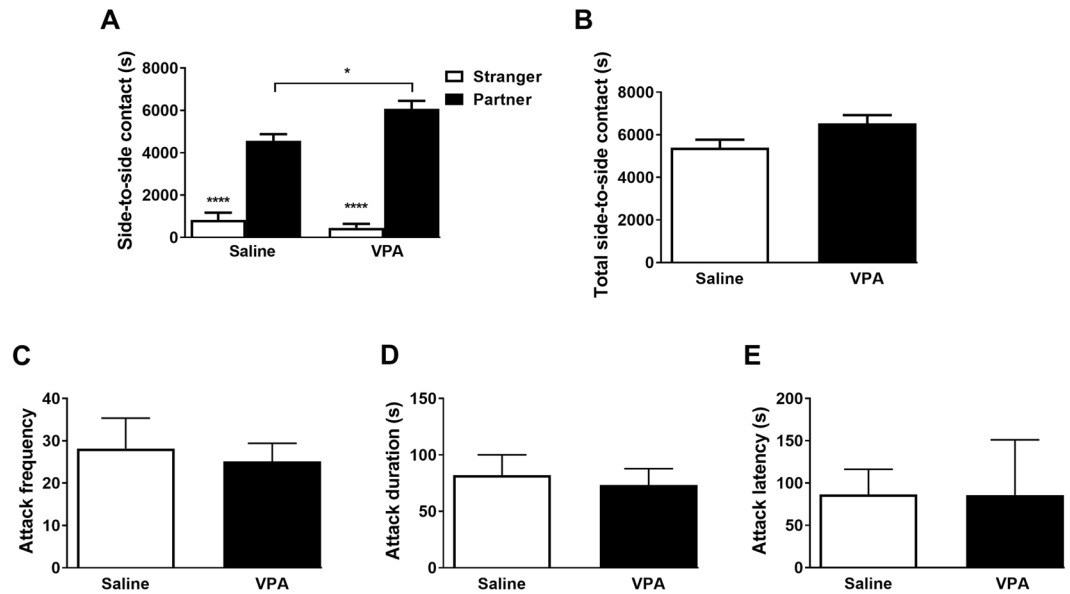 A
Side-to-side contact (s)
8000
6000
4000
2000
0
****
****
*
Saline
VPA
Stranger
Partner
B
Total side-to-side contact (s)
8000
6000
4000
2000
0
Saline
VPA
C
Attack frequency
40
30
20
10
0
Saline
VPA
D
Attack duration (s)
150
100
50
0
Saline
VPA
E
Attack latency (s)
200
150
100
50
0
Saline
VPA